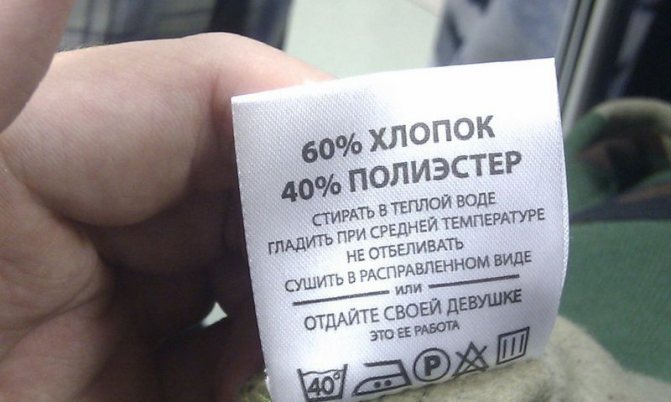 60% ХЛОПОК
40% ПОЛИЭСТЕР
СТИРАТЬ В ТЕПЛОЙ ВОДЕ
ГЛАДИТЬ ПРИ СРЕДНЕЙ ТЕМПЕРАТУРЕ
НЕ ОТБЕЛИВАТЬ
СУШИТЬ В РАСПРАВЛЕННОМ ВИДЕ
ИЛИ
ОТДАЙТЕ СВОЕЙ ДЕВУШКЕ
ЭТО ЕЕ РАБОТА
40° P